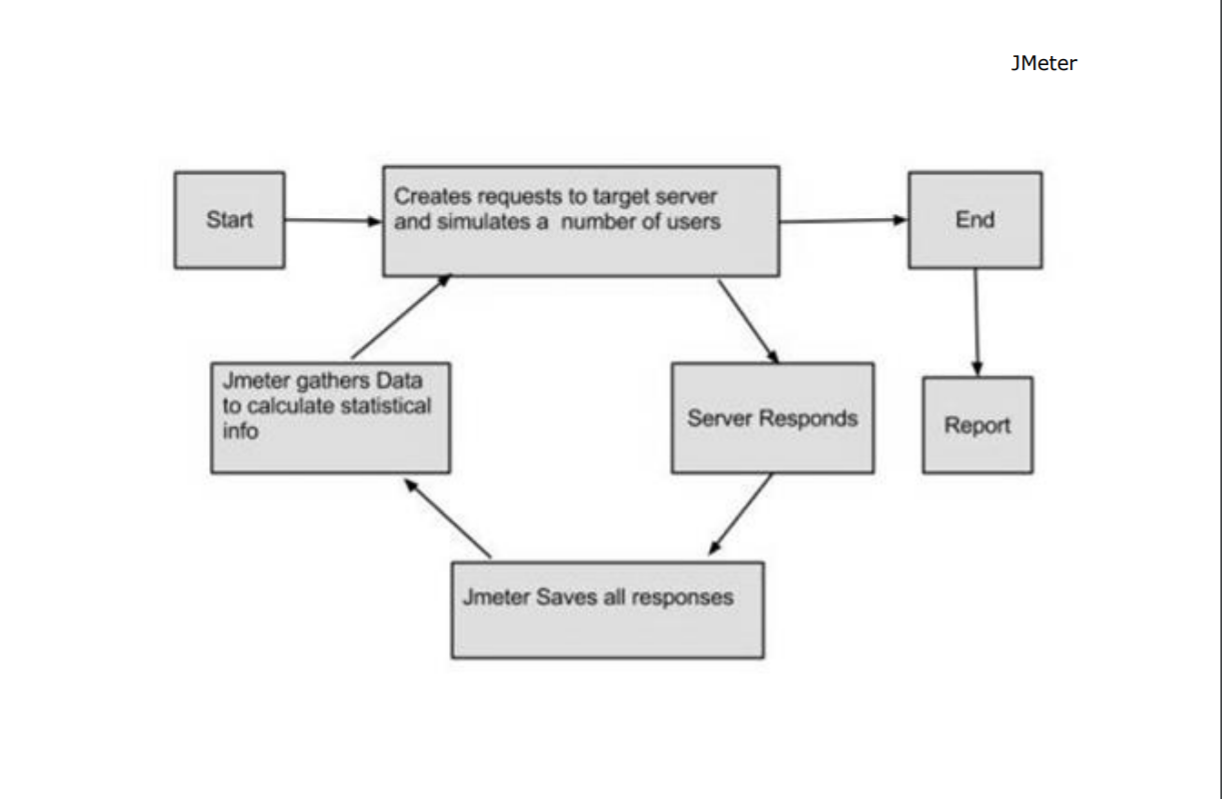 JMeter
Start
Creates requests to target server
and simulates a number of users
End
Jmeter gathers Data
to calculate statistical
info
Server Responds
Report
Jmeter Saves all responses